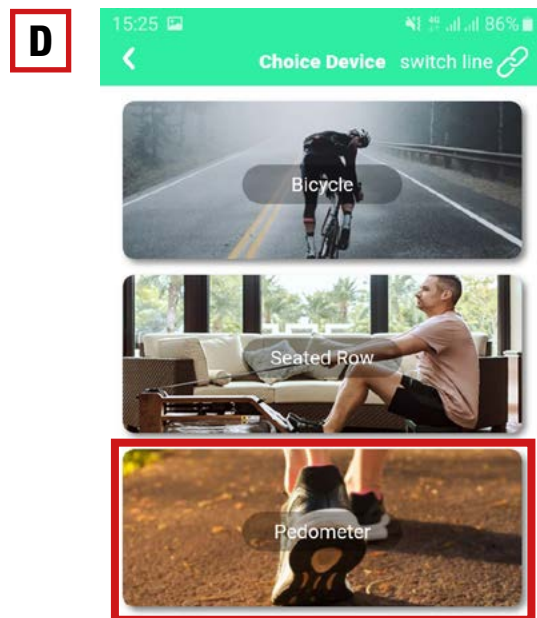 D
15:25 86%
Choice Device switch line
Bicycle
Seated Row
Pedometer